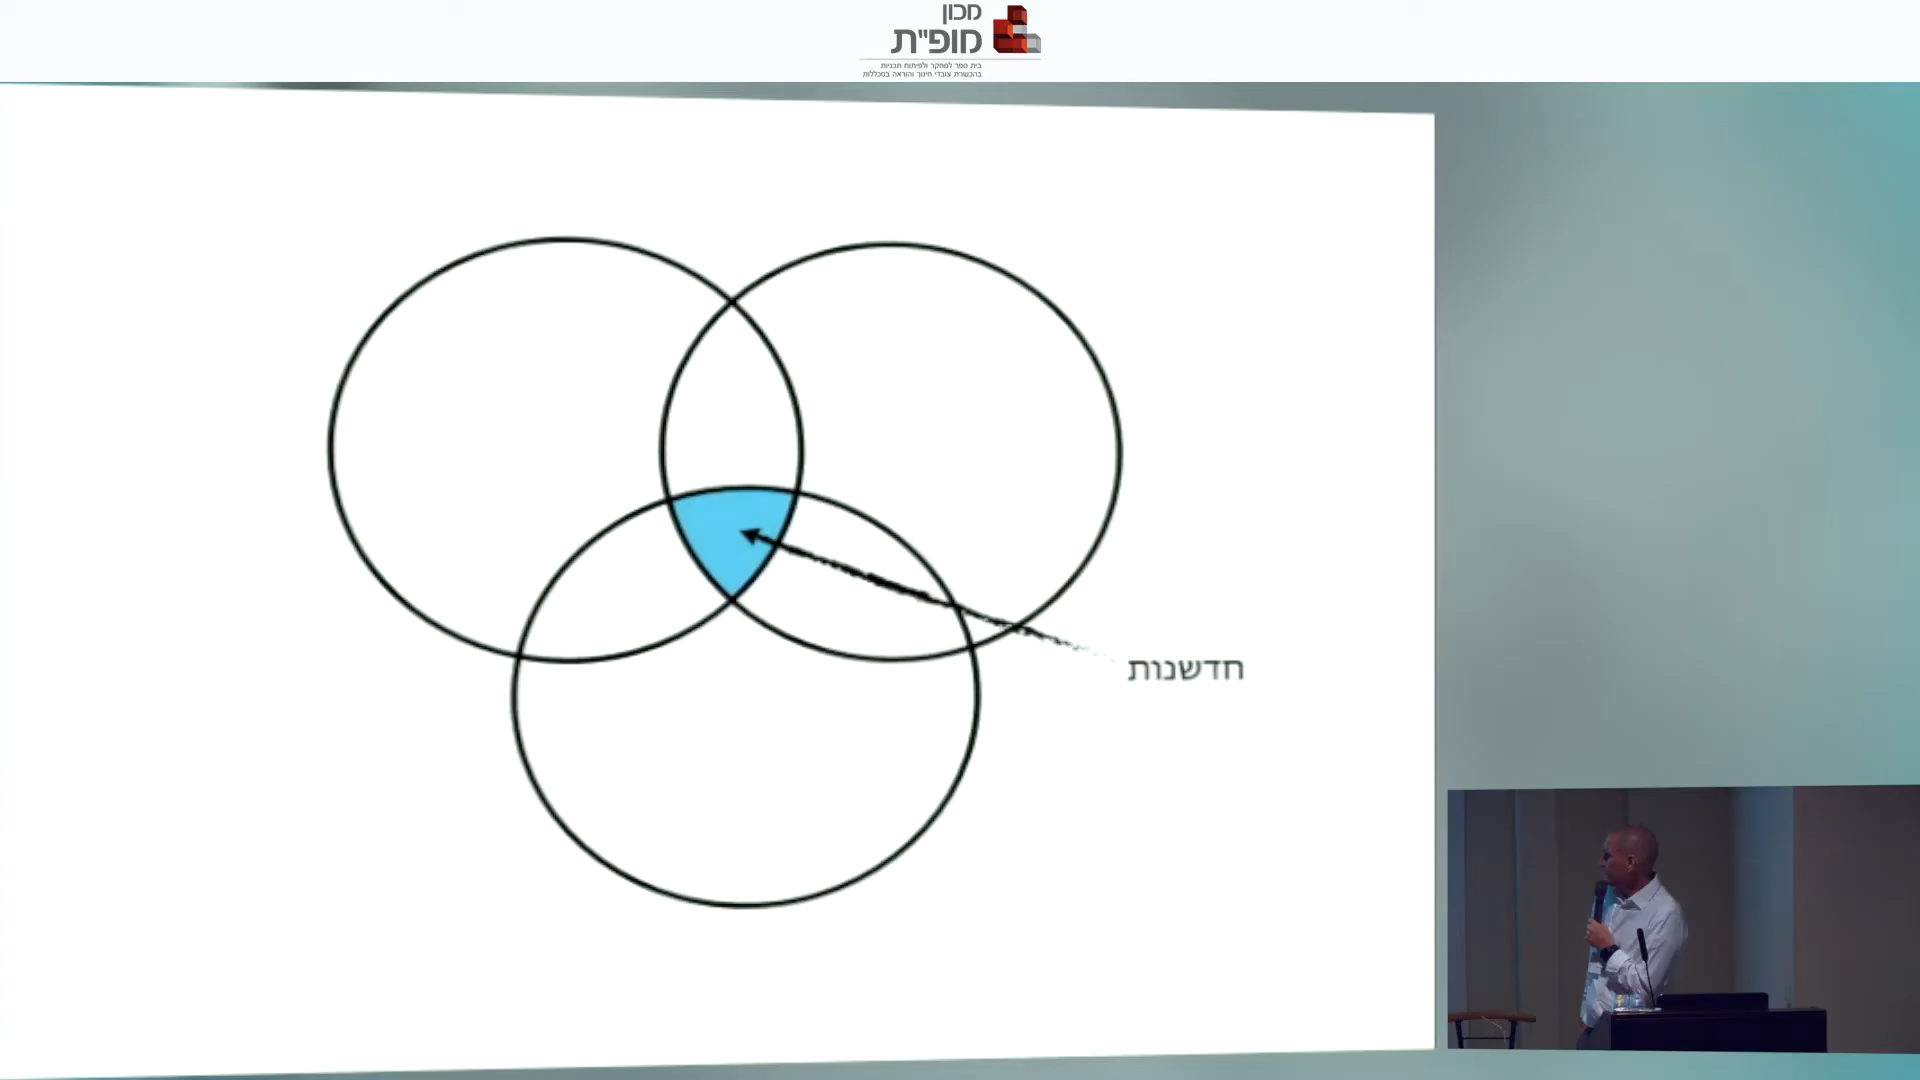 מכון
מופ"ת
בית ספר למחקר ולפיתוח תכניות
בהכשרת עובדי חינוך והוראה במכללות
חדשנות